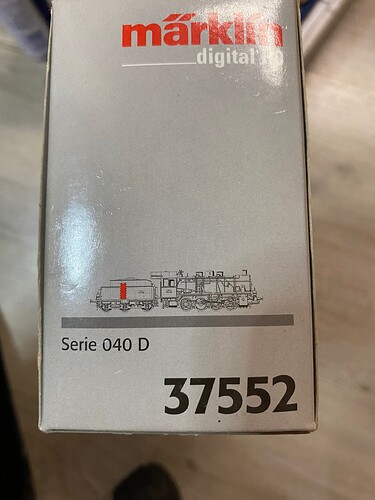 märklin
digital
Serie 040 D
37552